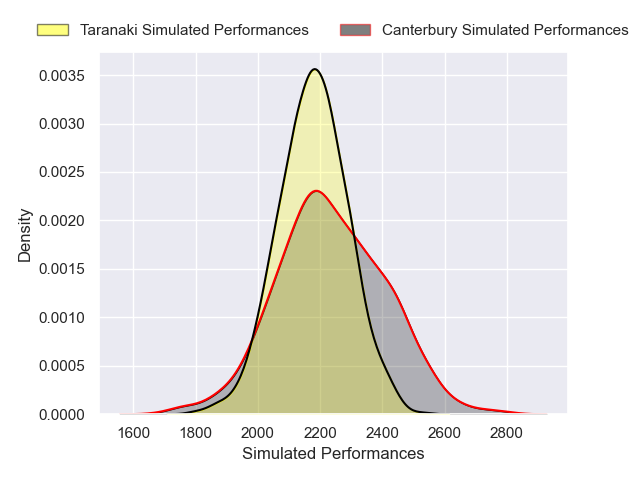 Taranaki Simulated Performances
Canterbury Simulated Performances
0.0035
0.0030
0.0025
0.0020
0.0015
0.0010
0.0005
0.0000
Density
1600 1800 2000 2200 2400 2600 2800
Simulated Performances